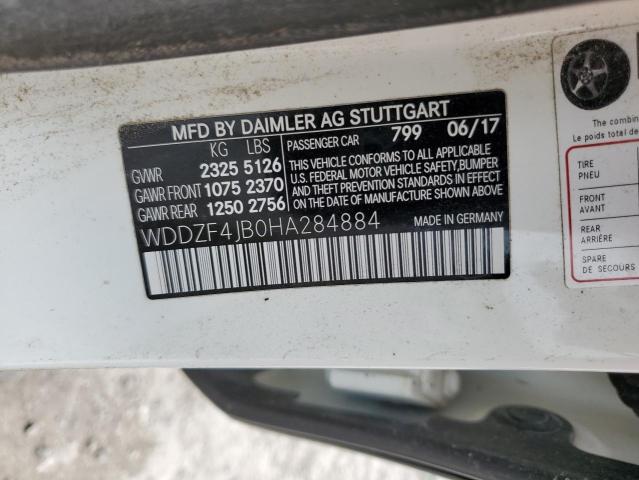 MFD BY DAIMLER AG STUTTGART
KG LBS PASSENGER CAR 799 06/17
GVWR 2325 5126
GAWR FRONT 1075 2370
GAWR REAR 1250 2756
THIS VEHICLE CONFORMS TO ALL APPLICABLE
U.S. FEDERAL MOTOR VEHICLE SAFETY, BUMPER
AND THEFT PREVENTION STANDARDS IN EFFECT
ON THE DATE OF MANUFACTURE SHOWN ABOVE.
WDDZF4JB0HA284884 MADE IN GERMANY
The combine
Le poids total de
TIRE
PNEU
FRONT
AVANT
REAR
ARRIÈRE
SPARE
DE SECOURS